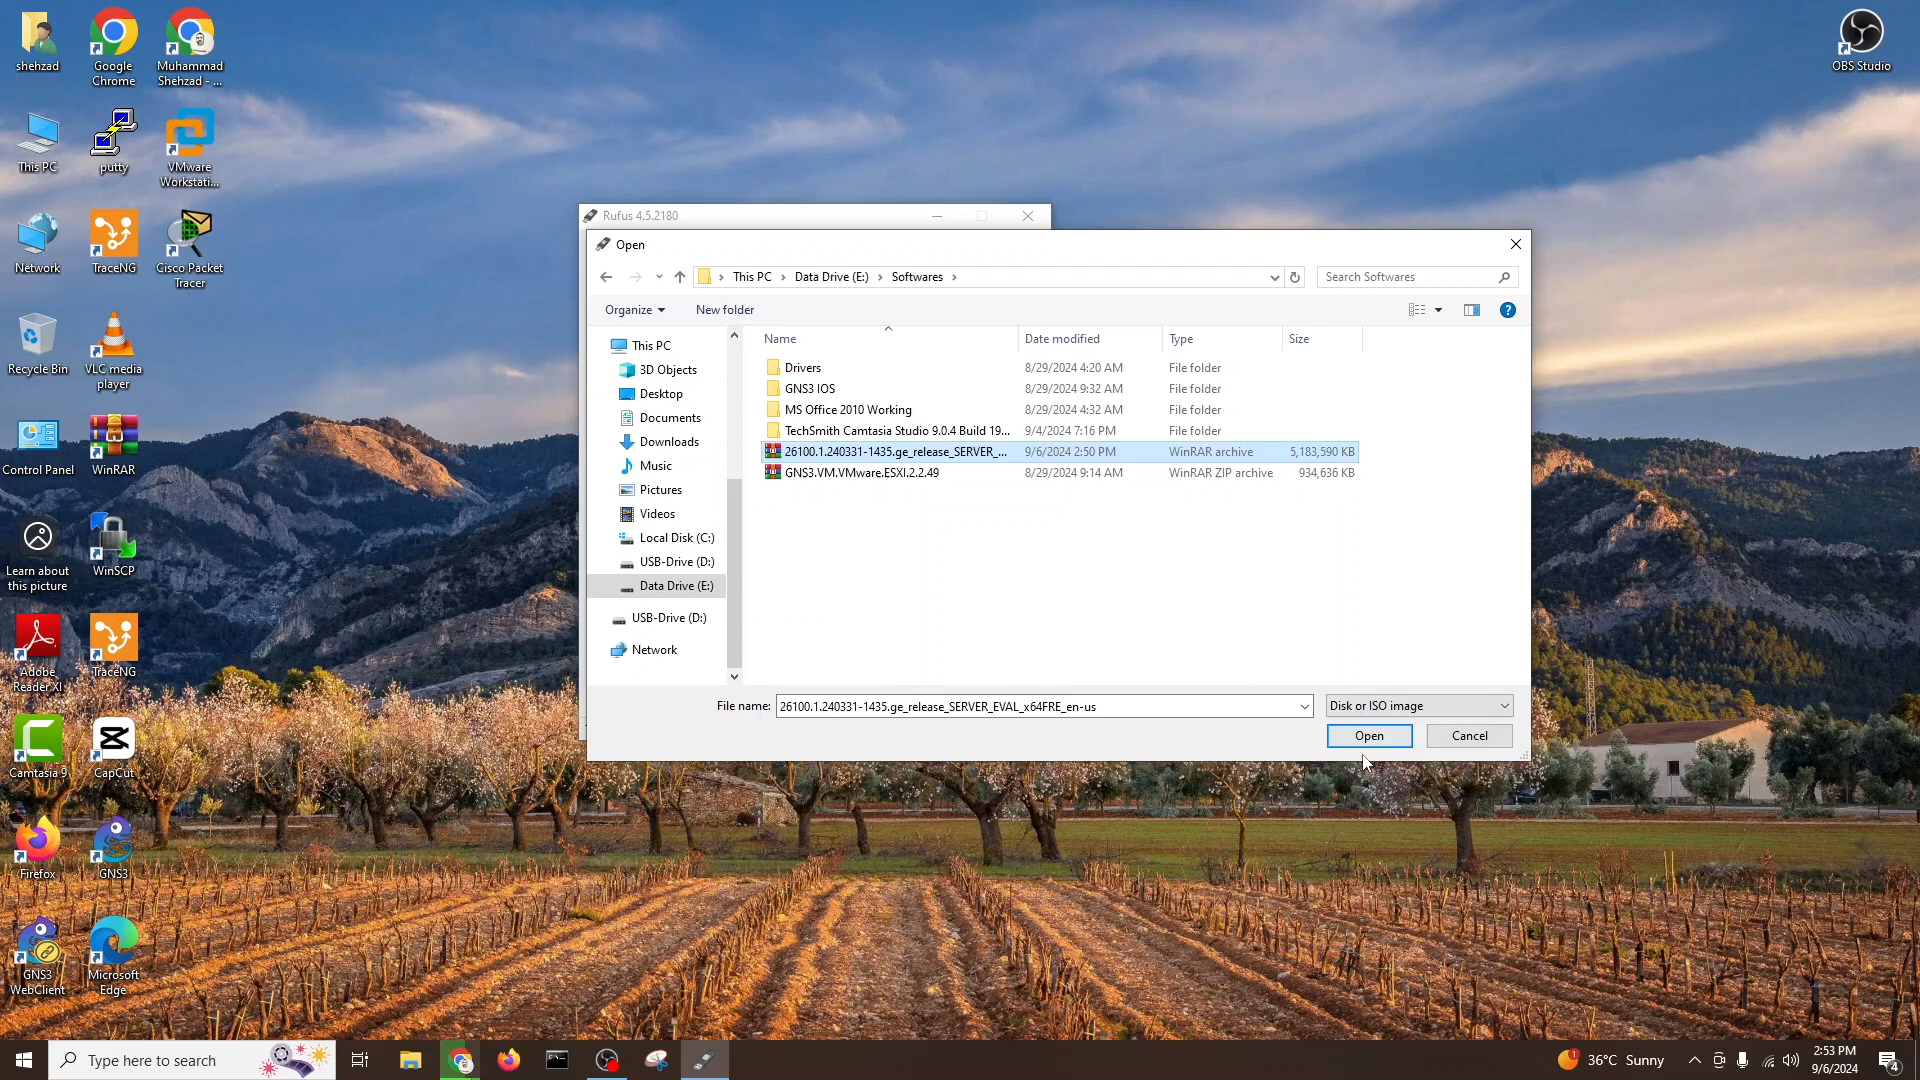 shehzad
Google
Chrome
Muhammad
Shehzad - ...
OBS Studio
This PC
putty
VMware
Workstati...
Network
TraceNG
Cisco Packet
Tracer
Recycle Bin
VLC media
player
Control Panel
WinRAR
Learn about
this picture
WinSCP
Adobe
Reader XI
TraceNG
Camtasia 9
CapCut
Firefox
GNS3
GNS3
WebClient
Microsoft
Edge
Rufus 4.5.2180
Open
This PC > Data Drive (E:) > Softwares >
Search Softwares
Organize
New folder
This PC
3D Objects
Desktop
Documents
Downloads
Music
Pictures
Videos
Local Disk (C:)
USB-Drive (D:)
Data Drive (E:)
USB-Drive (D:)
Network
Name Date modified Type Size
Drivers 8/29/2024 4:20 AM File folder
GNS3 IOS 8/29/2024 9:32 AM File folder
MS Office 2010 Working 8/29/2024 4:32 AM File folder
TechSmith Camtasia Studio 9.0.4 Build 19... 9/4/2024 7:16 PM File folder
26100.1.240331-1435.ge_release_SERVER_... 9/6/2024 2:50 PM WinRAR archive 5,183,590 KB
GNS3.VM.VMware.ESXI.2.2.49 8/29/2024 9:14 AM WinRAR ZIP archive 934,636 KB
File name: 26100.1.240331-1435.ge_release_SERVER_EVAL_x64FRE_en-us
Disk or ISO image
Open
Cancel
Type here to search
1
36°C Sunny
2:53 PM
9/6/2024
4